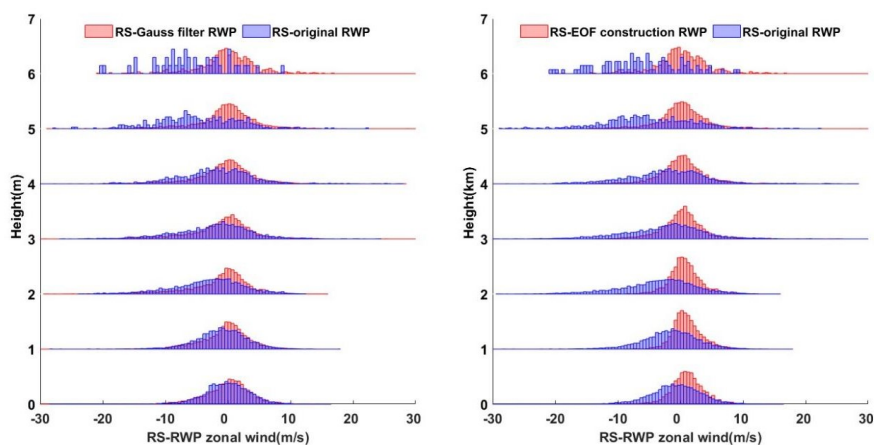 7
RS-Gauss filter RWP RS-original RWP
6
5
4
3
2
1
0
Height(m)
-30 -20 -10 0 10 20 30
RS-RWP zonal wind(m/s)
7
RS-EOF construction RWP RS-original RWP
6
5
4
3
2
1
0
Height(km)
-30 -20 -10 0 10 20 30
RS-RWP zonal wind(m/s)